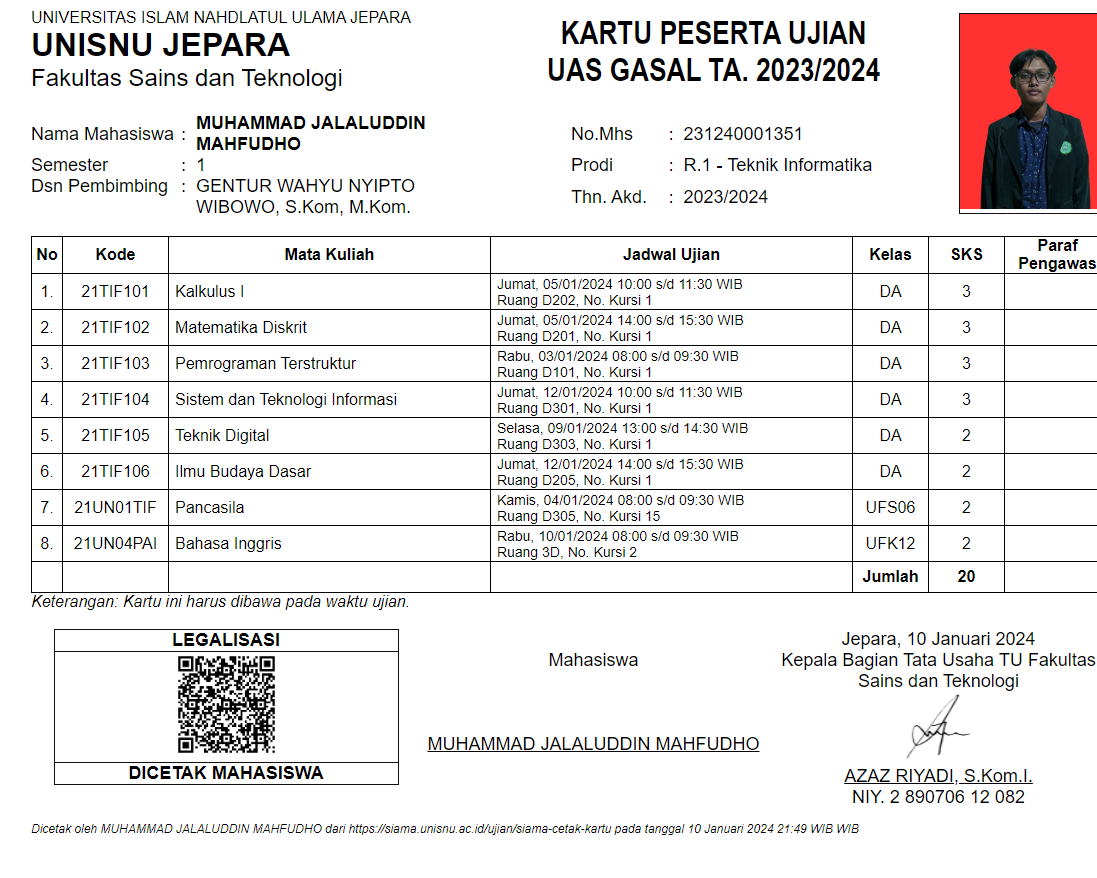 UNIVERSITAS ISLAM NAHDLATUL ULAMA JEPARA
UNISNU JEPARA
Fakultas Sains dan Teknologi
KARTU PESERTA UJIAN
UAS GASAL TA. 2023/2024
Nama Mahasiswa : MUHAMMAD JALALUDDIN
MAHFUDHO
Semester : 1
Dsn Pembimbing : GENTUR WAHYU NYIPTO
WIBOWO, S.Kom, M.Kom.
No.Mhs : 231240001351
Prodi : R.1 - Teknik Informatika
Thn. Akd. : 2023/2024
No Kode Mata Kuliah Jadwal Ujian Kelas SKS Paraf
Pengawas
1. 21TIF101 Kalkulus I Jumat, 05/01/2024 10:00 s/d 11:30 WIB
Ruang D202, No. Kursi 1 DA 3
2. 21TIF102 Matematika Diskrit Jumat, 05/01/2024 14:00 s/d 15:30 WIB
Ruang D201, No. Kursi 1 DA 3
3. 21TIF103 Pemrograman Terstruktur Rabu, 03/01/2024 08:00 s/d 09:30 WIB
Ruang D101, No. Kursi 1 DA 3
4. 21TIF104 Sistem dan Teknologi Informasi Jumat, 12/01/2024 10:00 s/d 11:30 WIB
Ruang D301, No. Kursi 1 DA 3
5. 21TIF105 Teknik Digital Selasa, 09/01/2024 13:00 s/d 14:30 WIB
Ruang D303, No. Kursi 1 DA 2
6. 21TIF106 Ilmu Budaya Dasar Jumat, 12/01/2024 14:00 s/d 15:30 WIB
Ruang D205, No. Kursi 1 DA 2
7. 21UN01TIF Pancasila Kamis, 04/01/2024 08:00 s/d 09:30 WIB
Ruang D305, No. Kursi 15 UFS06 2
8. 21UN04PAI Bahasa Inggris Rabu, 10/01/2024 08:00 s/d 09:30 WIB
Ruang 3D, No. Kursi 2 UFK12 2
Jumlah 20
Keterangan: Kartu ini harus dibawa pada waktu ujian.
LEGALISASI
DICETAK MAHASISWA
Mahasiswa
MUHAMMAD JALALUDDIN MAHFUDHO
Jepara, 10 Januari 2024
Kepala Bagian Tata Usaha TU Fakultas
Sains dan Teknologi
AZAZ RIYADI, S.Kom.I.
NIY. 2 890706 12 082
Dicetak oleh MUHAMMAD JALALUDDIN MAHFUDHO dari https://siama.unisnu.ac.id/ujian/siama-cetak-kartu pada tanggal 10 Januari 2024 21:49 WIB WIB